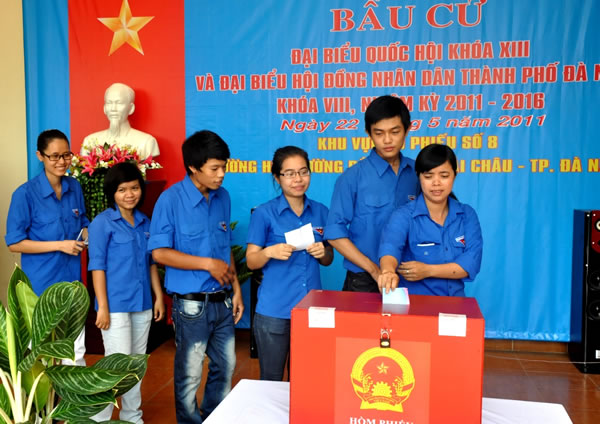 BẦU CỬ
ĐẠI BIỂU QUỐC HỘI KHÓA XIII
VÀ ĐẠI BIỂU HỘI ĐỒNG NHÂN DÂN THÀNH PHỐ ĐÀ
KHÓA VIII, NHIỆM KỲ 2011 - 2016
Ngày 22 5 năm 2011
KHU VỰC PHIẾU SỐ 8
CHÂU - TP. ĐÀ
HÒM PHIẾU